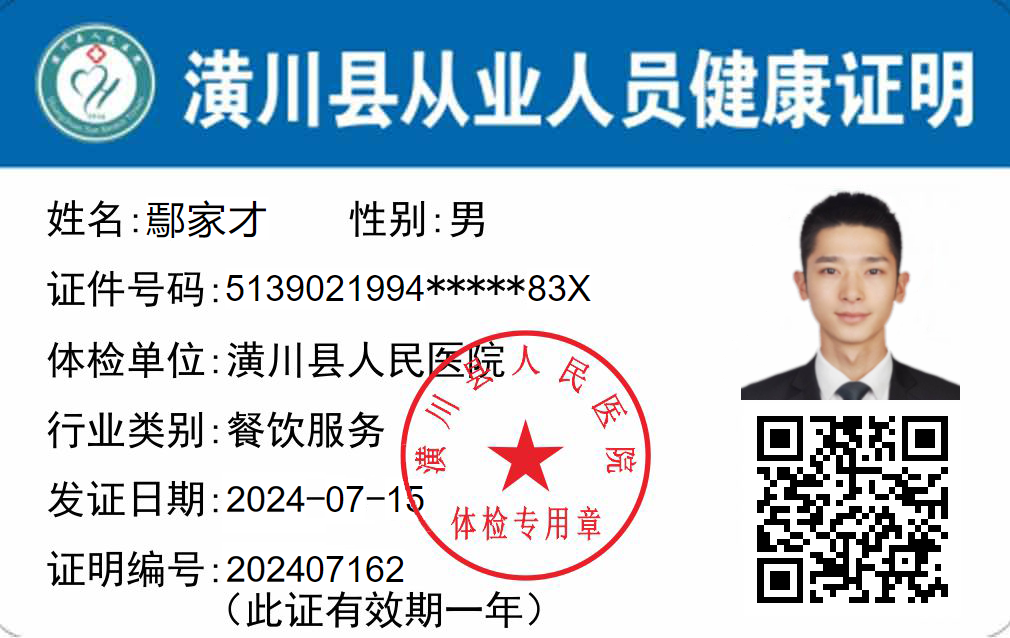 潢川县从业人员健康证明
姓名:鄢家才 性别:男
证件号码:5139021994*****83X
体检单位:潢川县人民医院
行业类别:餐饮服务
发证日期:2024-07-15
证明编号:202407162
(此证有效期一年)
潢川县人民医院
体检专用章